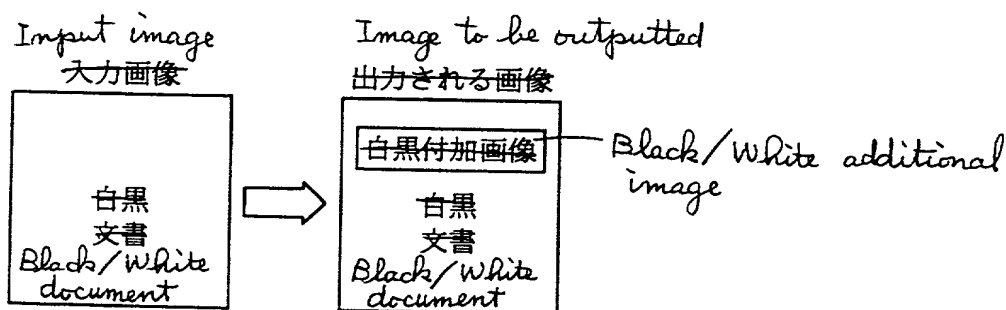 Input image
入力画像
Image to be outputted
出力される画像
白黒
文書
Black/White
document
白黒付加画像
Black/White additional
image
白黒
文書
Black/White
document